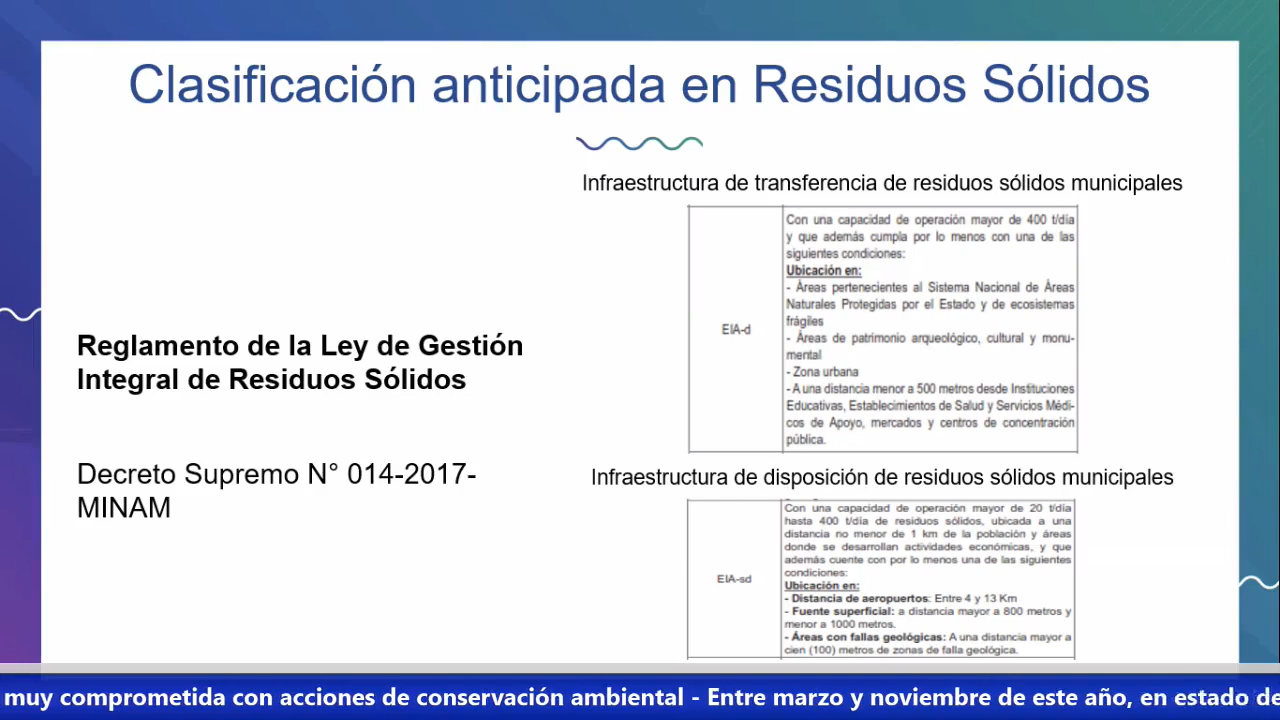 Clasificación anticipada en Residuos Sólidos
Reglamento de la Ley de Gestión
Integral de Residuos Sólidos
Decreto Supremo N° 014-2017-
MINAM
Infraestructura de transferencia de residuos sólidos municipales
EIA-d
Con una capacidad de operación mayor de 400 t/día
y que además cumpla por lo menos con una de las
siguientes condiciones:
Ubicación en:
- Áreas pertenecientes al Sistema Nacional de Áreas
Naturales Protegidas por el Estado y de ecosistemas
frágiles
- Áreas de patrimonio arqueológico, cultural y monu-
mental
- Zona urbana
- A una distancia menor a 500 metros desde Instituciones
Educativas, Establecimientos de Salud y Servicios Médi-
cos de Apoyo, mercados y centros de concentración
pública.
Infraestructura de disposición de residuos sólidos municipales
EIA-sd
Con una capacidad de operación mayor de 20 t/día
hasta 400 t/día de residuos sólidos, ubicada a una
distancia no menor de 1 km de la población y áreas
donde se desarrollan actividades económicas, y que
además cuente con por lo menos una de las siguientes
condiciones:
Ubicación en:
- Distancia de aeropuertos: Entre 4 y 13 Km
- Fuente superficial: a distancia mayor a 800 metros y
menor a 1000 metros.
- Áreas con fallas geológicas: A una distancia mayor a
cien (100) metros de zonas de falla geológica.
muy comprometida con acciones de conservación ambiental - Entre marzo y noviembre de este año, en estado de